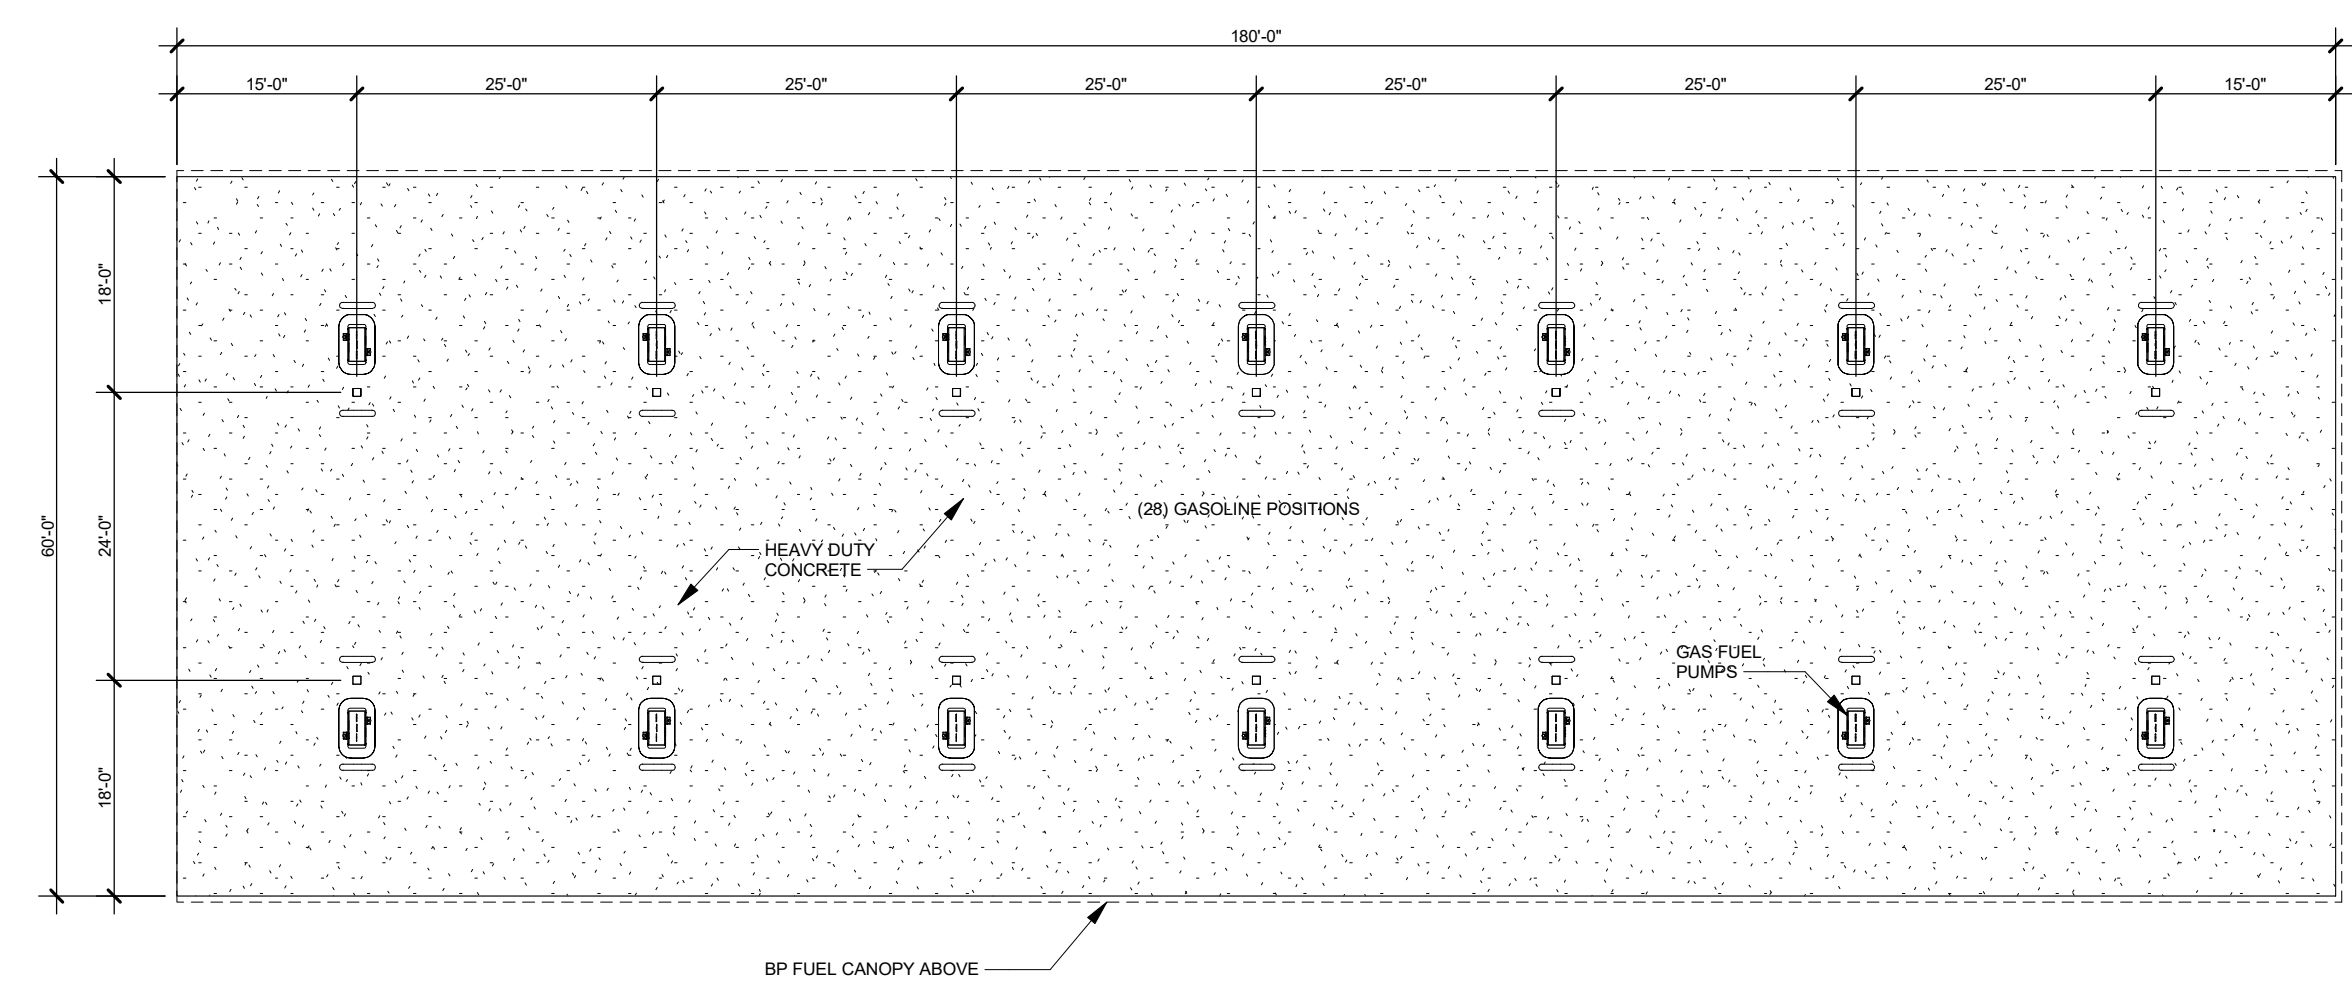 180'-0"
15'-0"
25'-0"
25'-0"
25'-0"
25'-0"
25'-0"
25'-0"
15'-0"
18'-0"
60'-0"
24'-0"
18'-0"
(28) GASOLINE POSITIONS
HEAVY DUTY
CONCRETE
GAS FUEL
PUMPS
BP FUEL CANOPY ABOVE